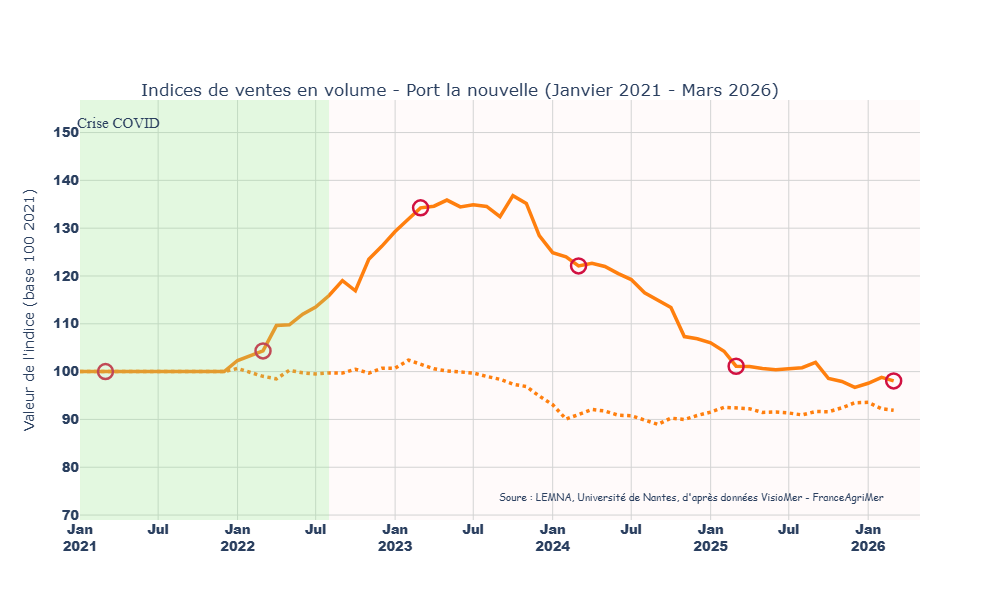 Indices de ventes en volume - Port la nouvelle (Janvier 2021 - Mars 2026)
Crise COVID
Valeur de l'indice (base 100 2021)
150
140
130
120
110
100
90
80
70
Soure : LEMNA, Université de Nantes, d'après données VisioMer - FranceAgriMer
Jan Jul Jan Jul Jan Jul Jan Jul Jan Jul Jan
2021 2022 2023 2024 2025 2026